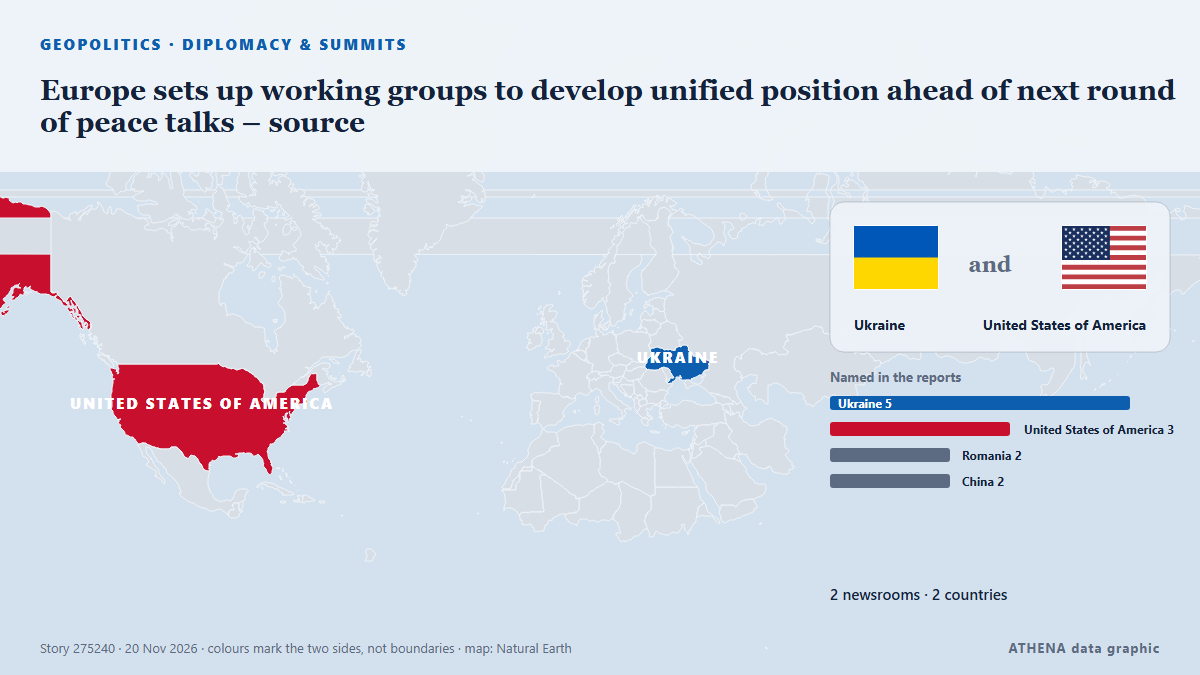 GEOPOLITICS · DIPLOMACY & SUMMITS
Europe sets up working groups to develop unified position ahead of next round
of peace talks – source
and
Ukraine
United States of America
UKRAINE
UNITED STATES OF AMERICA
Named in the reports
Ukraine 5
United States of America 3
Romania 2
China 2
2 newsrooms · 2 countries
Story 275240 · 20 Nov 2026 · colours mark the two sides, not boundaries · map: Natural Earth
ATHENA data graphic